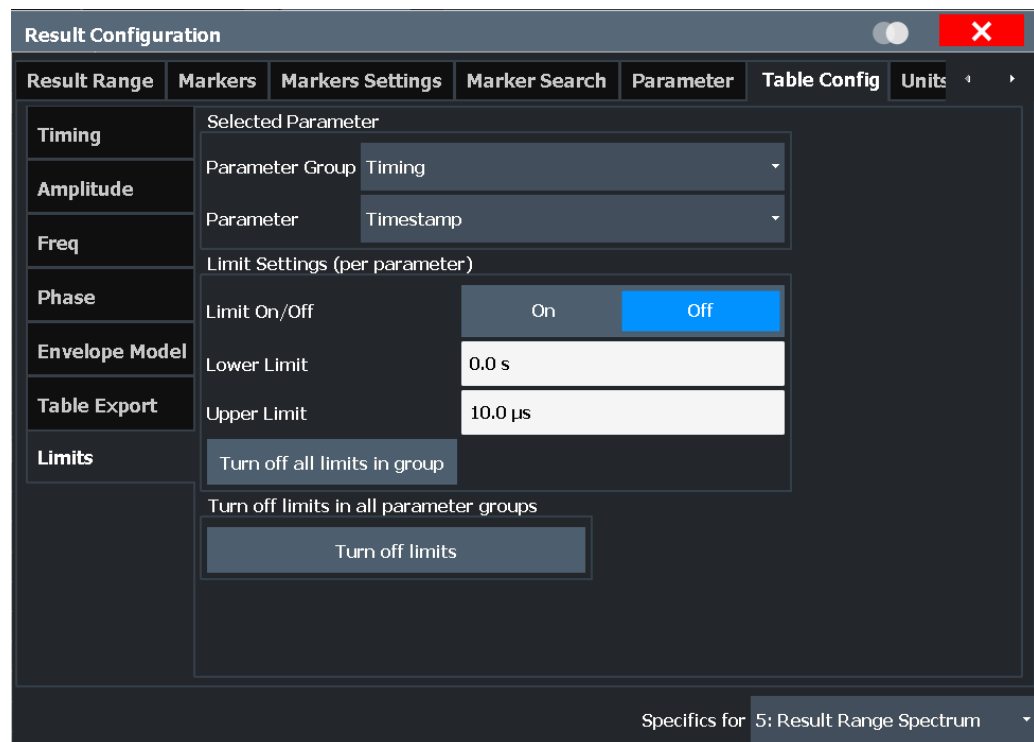 Result Configuration
Result Range Markers Markers Settings Marker Search Parameter Table Config Units
Timing
Amplitude
Freq
Phase
Envelope Model
Table Export
Limits
Selected Parameter
Parameter Group Timing
Parameter Timestamp
Limit Settings (per parameter)
Limit On/Off On Off
Lower Limit 0.0 s
Upper Limit 10.0 µs
Turn off all limits in group
Turn off limits in all parameter groups
Turn off limits
Specifics for 5: Result Range Spectrum